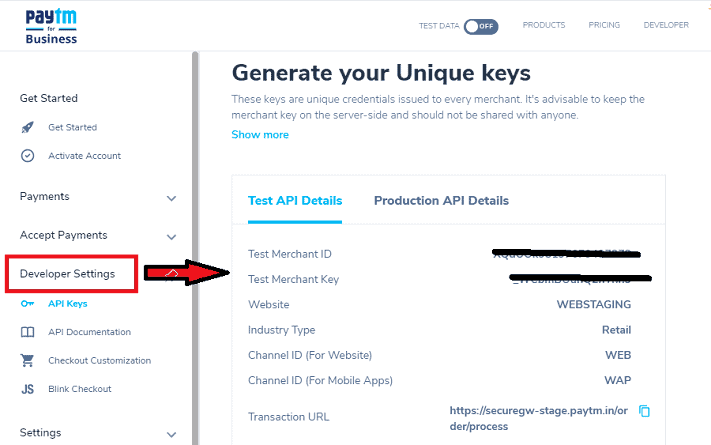 paytm
for
Business
TEST DATA OFF PRODUCTS PRICING DEVELOPER
Get Started
Get Started
Activate Account
Payments
Accept Payments
Developer Settings
API Keys
API Documentation
Checkout Customization
JS Blink Checkout
Settings
Generate your Unique keys
These keys are unique credentials issued to every merchant. It's advisable to keep the
merchant key on the server-side and should not be shared with anyone.
Show more
Test API Details Production API Details
Test Merchant ID
Test Merchant Key
Website WEBSTAGING
Industry Type Retail
Channel ID (For Website) WEB
Channel ID (For Mobile Apps) WAP
Transaction URL https://securegw-stage.paytm.in/or
der/process